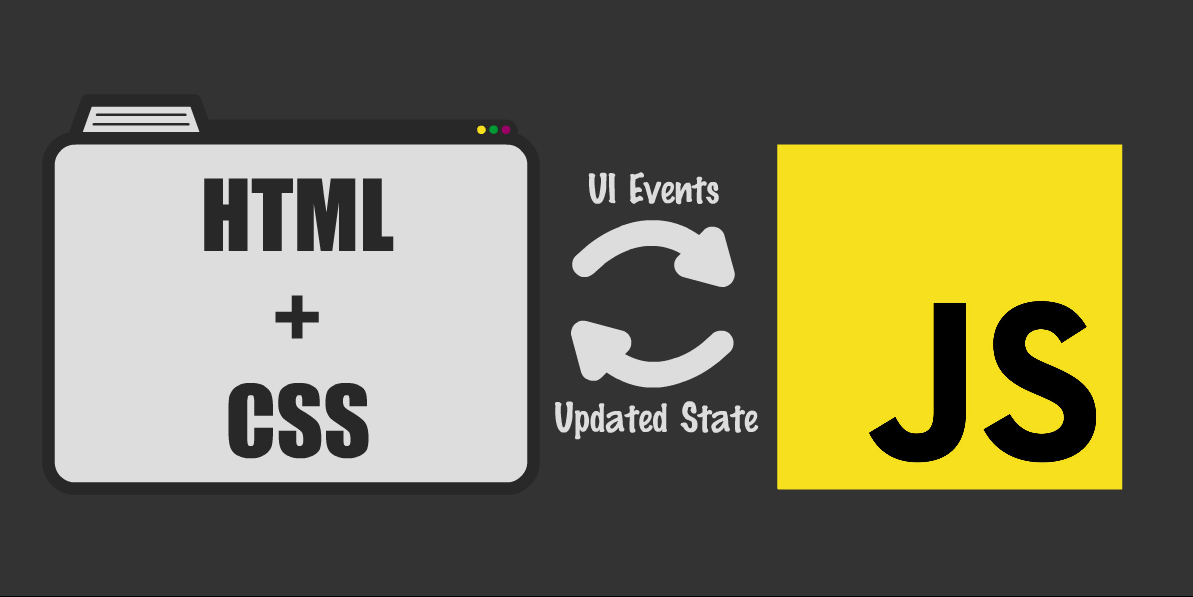 HTML
+
CSS
UI Events
Updated State
JS